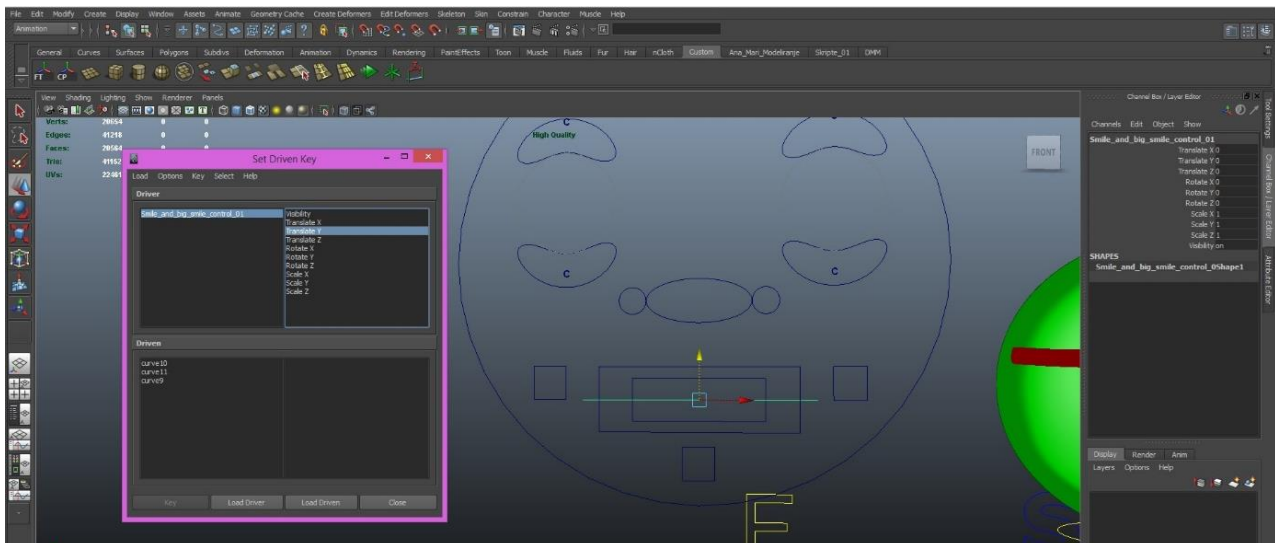 File Edit Modify Create Display Window Assets Animate Geometry Cache Create Deformers Edit Deformers Skeleton Skin Constrain Character Muscle Help
Animation
General Curves Surfaces Polygons Subdivs Deformation Animation Dynamics Rendering PaintEffects Toon Muscle Fluids Fur Hair nCloth Custom Ana_Mari_Modeliranje Skripte_01 DMM
FT CP
View Shading Lighting Show Renderer Panels
Verts: 20654 0 0
Edges: 41218 0 0
Faces: 20584 0 0
Tris: 41152
UVs:
High Quality
C
C
C
C
FRONT
Set Driven Key
Load Options Key Select Help
Driver
Smile_and_big_smile_control_01
Visibility
Translate X
Translate Y
Translate Z
Rotate X
Rotate Y
Rotate Z
Scale X
Scale Y
Scale Z
Driven
curve10
curve11
curve9
Key Load Driver Load Driven Close
F
S
Channel Box / Layer Editor
Channels Edit Object Show
Smile_and_big_smile_control_01
Translate X 0
Translate Y 0
Translate Z 0
Rotate X 0
Rotate Y 0
Rotate Z 0
Scale X 1
Scale Y 1
Scale Z 1
Visibility on
SHAPES
Smile_and_big_smile_control_0Shape1
Display Render Anim
Layers Options Help
Tool Settings
Channel Box / Layer Editor
Attribute Editor